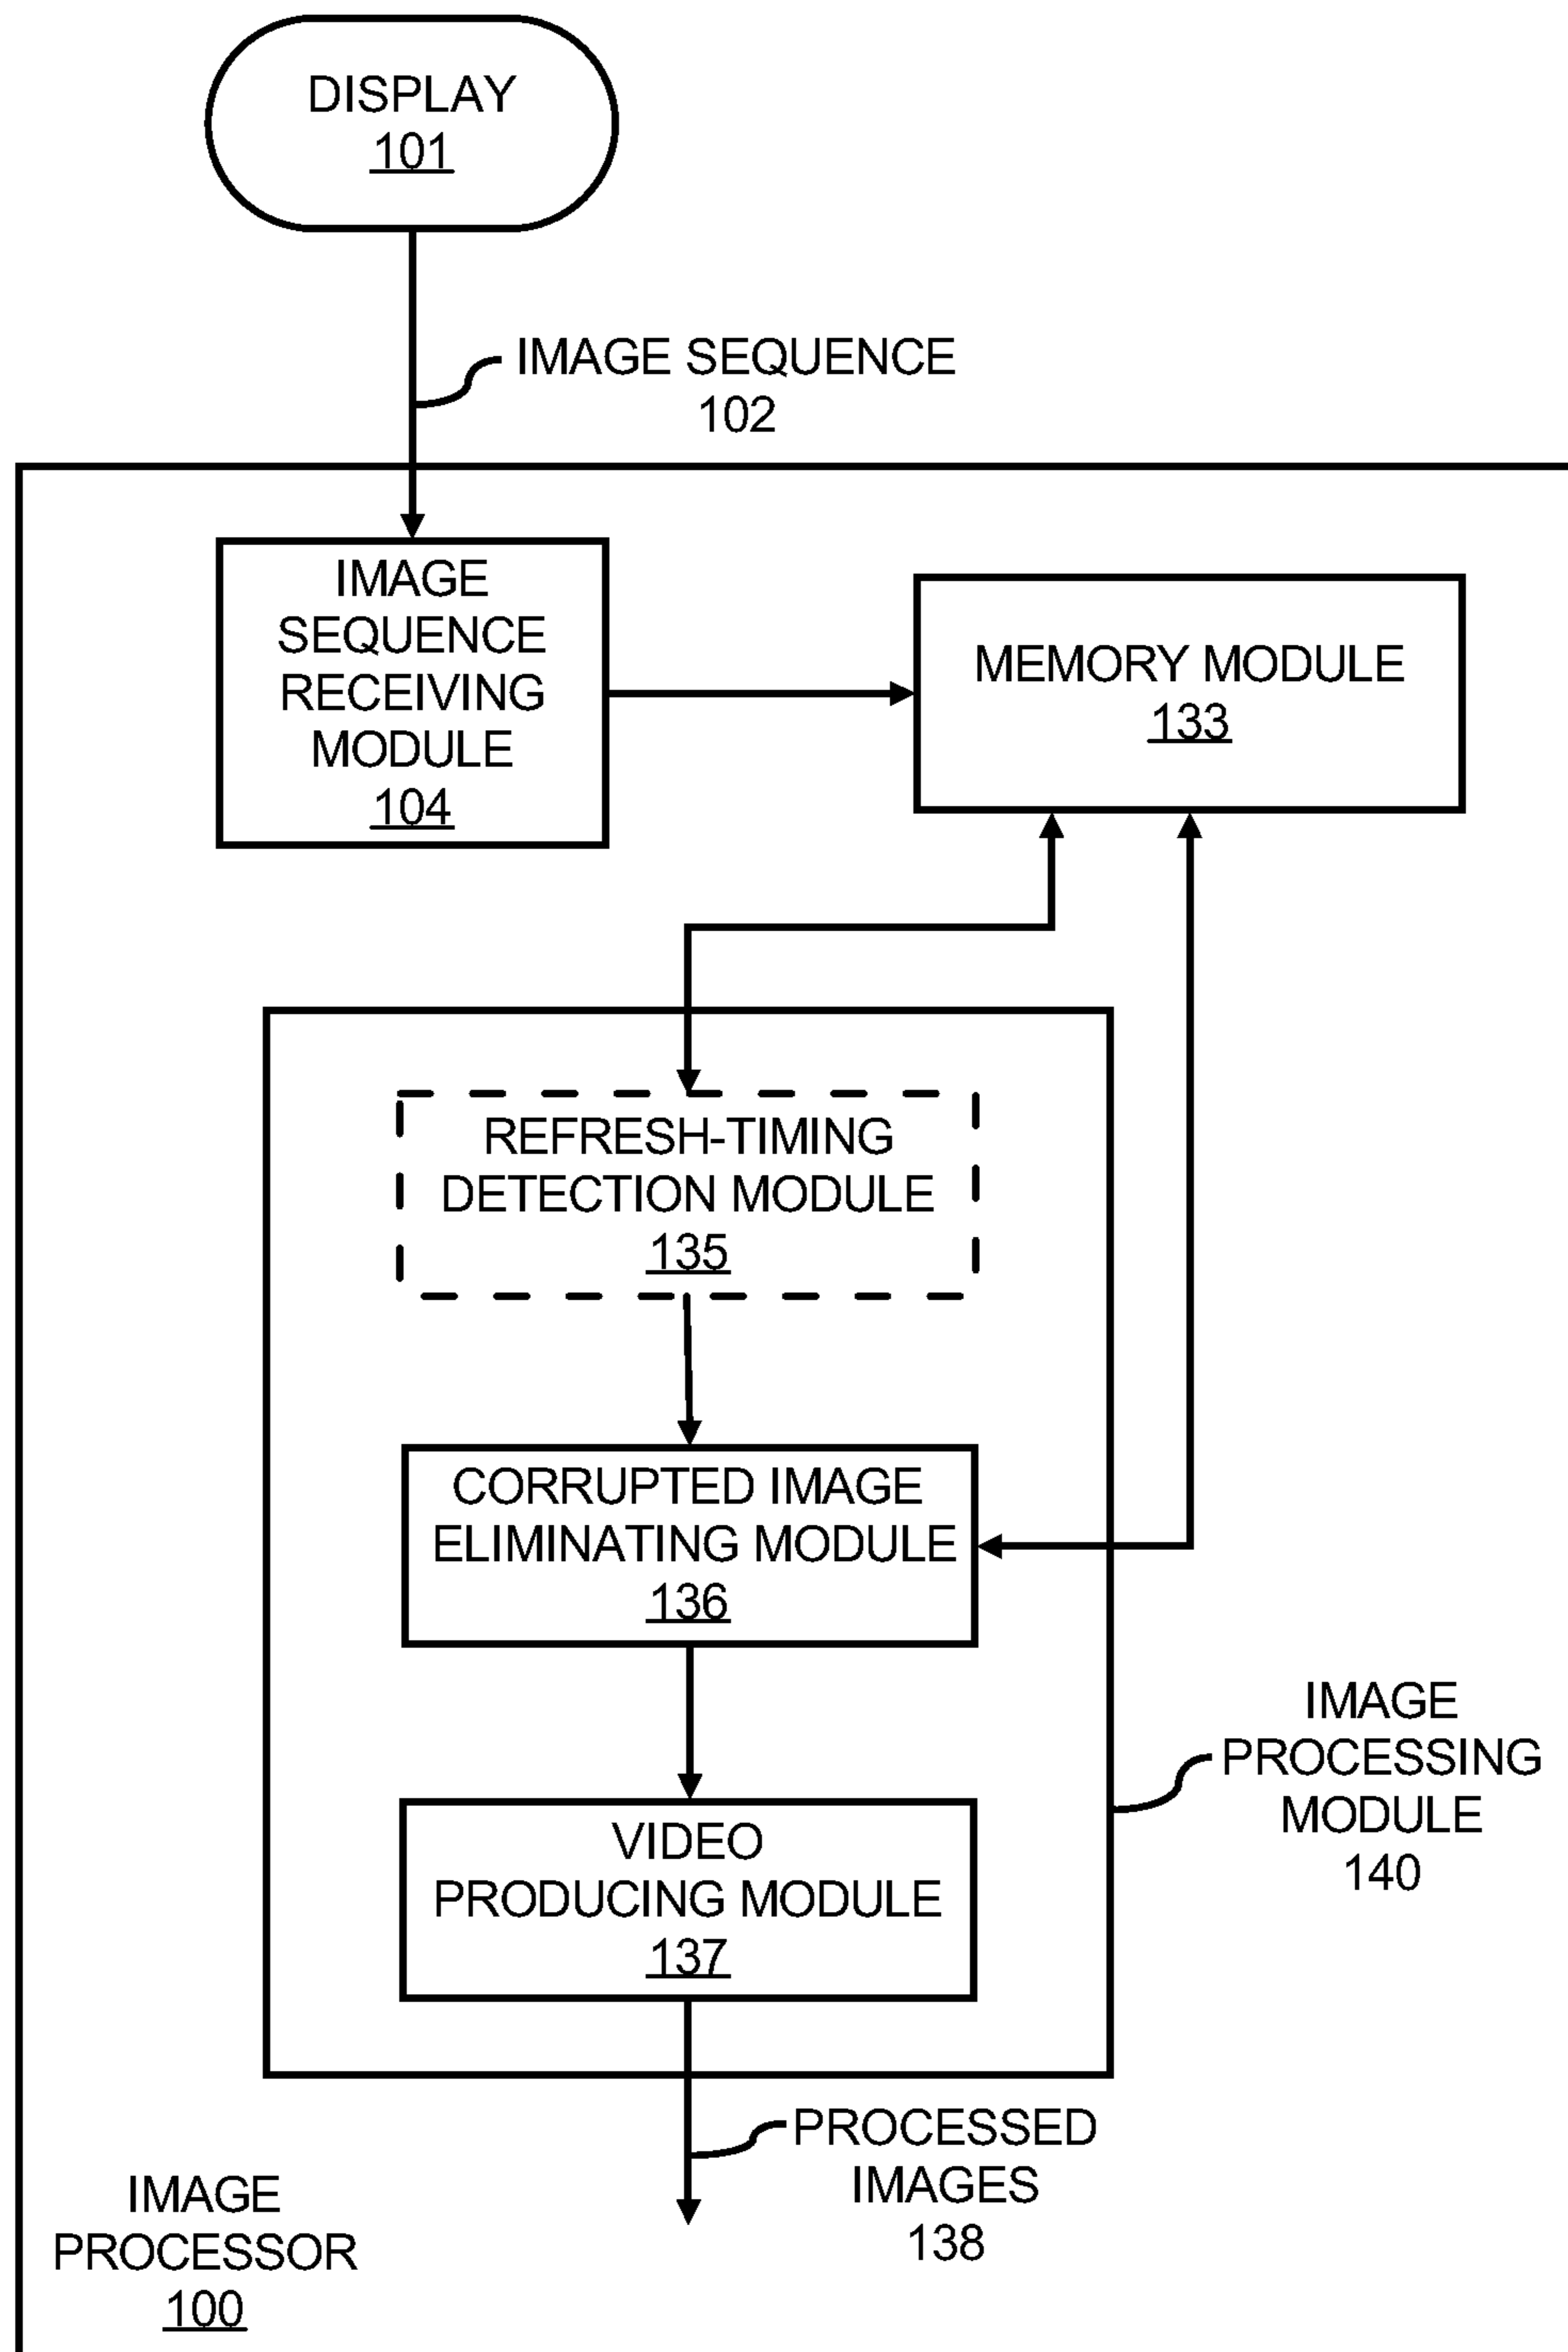 DISPLAY
101
IMAGE SEQUENCE
102
IMAGE
SEQUENCE
RECEIVING
MODULE
104
MEMORY MODULE
133
REFRESH-TIMING
DETECTION MODULE
135
CORRUPTED IMAGE
ELIMINATING MODULE
136
IMAGE
PROCESSING
MODULE
140
VIDEO
PRODUCING MODULE
137
PROCESSED
IMAGES
138
IMAGE
PROCESSOR
100